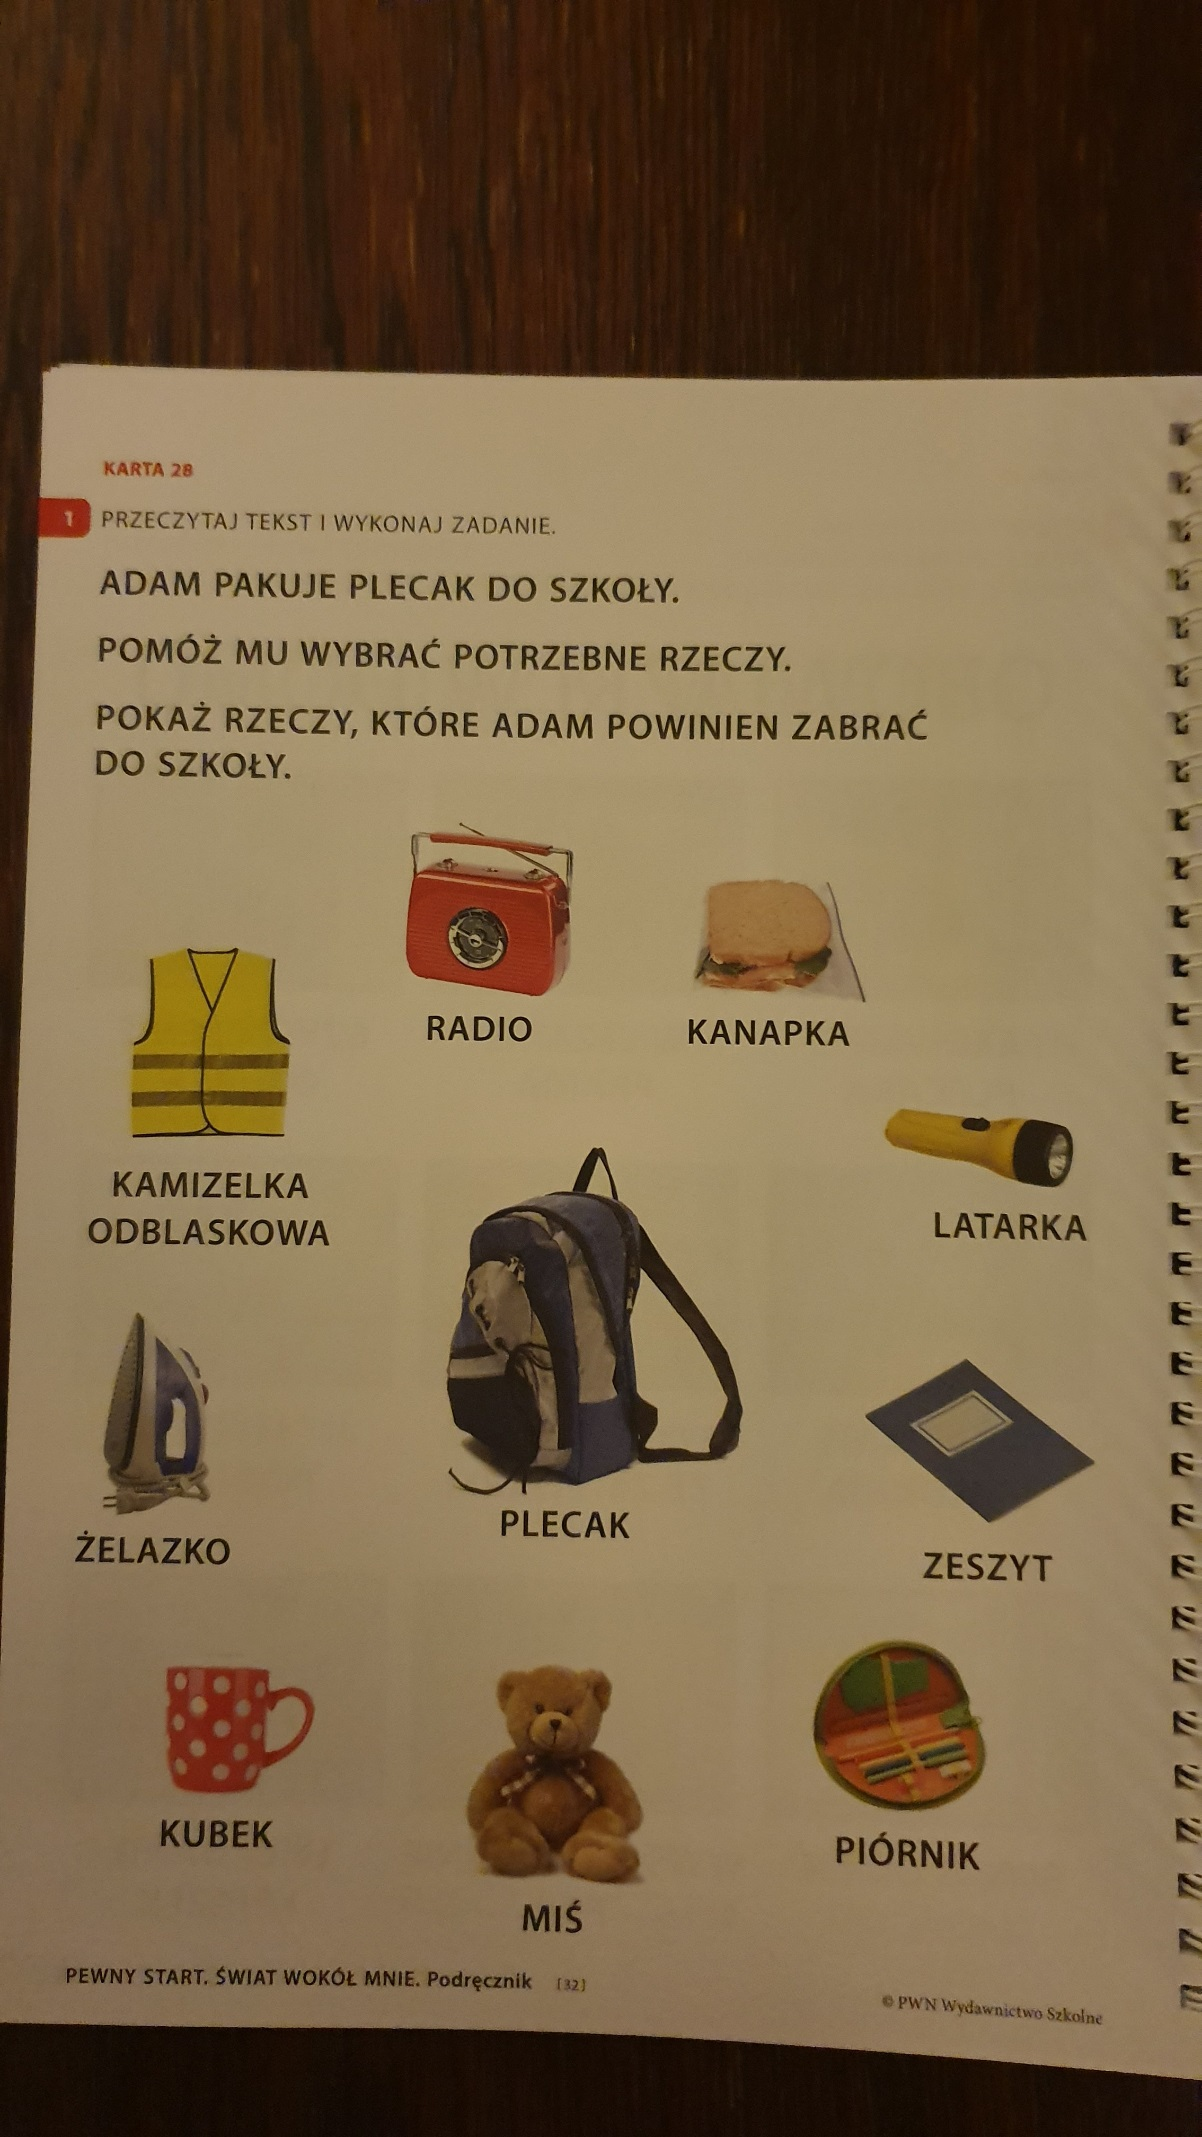 KARTA 28
1 PRZECZYTAJ TEKST I WYKONAJ ZADANIE.
ADAM PAKUJE PLECAK DO SZKOŁY.
POMÓŻ MU WYBRAĆ POTRZEBNE RZECZY.
POKAŻ RZECZY, KTÓRE ADAM POWINIEN ZABRAĆ
DO SZKOŁY.
RADIO
KANAPKA
KAMIZELKA
ODBLASKOWA
LATARKA
PLECAK
ŻELAZKO
ZESZYT
KUBEK
PIÓRNIK
MIŚ
PEWNY START. ŚWIAT WOKÓŁ MNIE. Podręcznik [32]
© PWN Wydawnictwo Szkolne